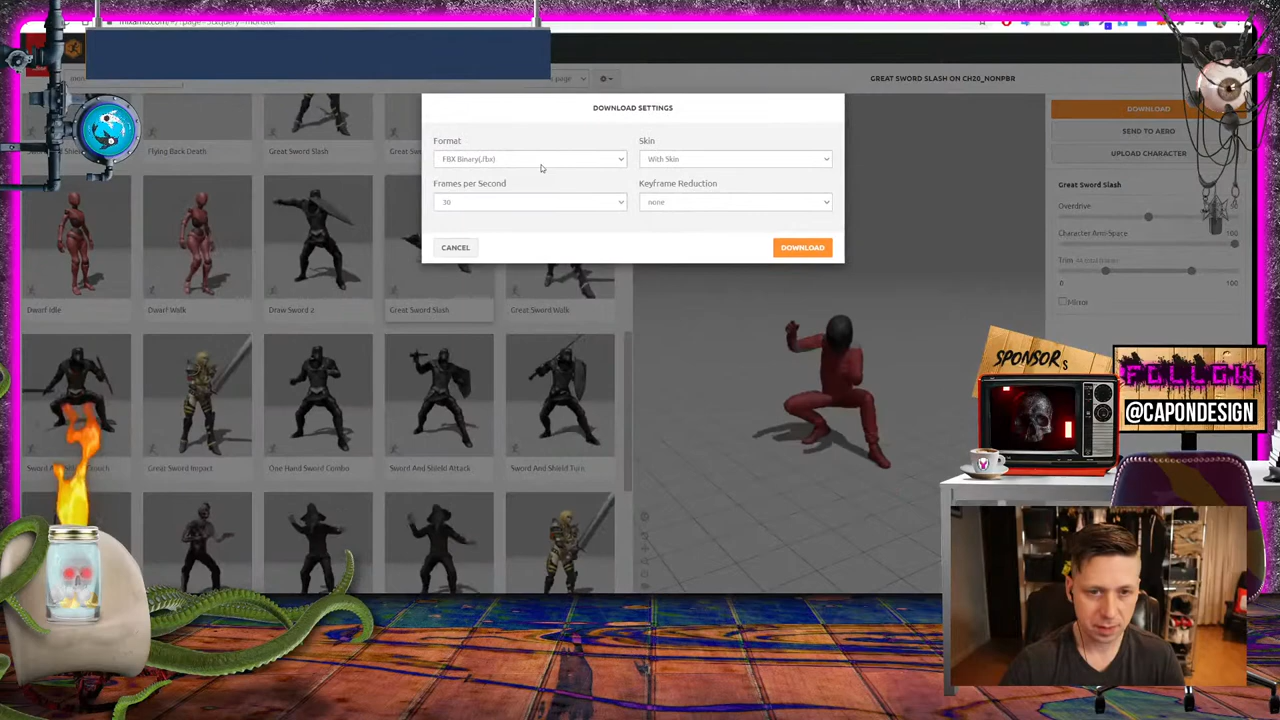 GREAT SWORD SLASH ON CH20_NONPBR
DOWNLOAD SETTINGS
Format
Skin
FBX Binary(.fbx)
With Skin
Frames per Second
Keyframe Reduction
30
none
CANCEL
DOWNLOAD
DOWNLOAD
SEND TO AERO
UPLOAD CHARACTER
Great Sword Slash
Overdrive
Character Arm-Space
100
Trim
0
100
Mirror
Flying Back Death
Great Sword Slash
Dwarf Idle
Dwarf Walk
Draw Sword 2
Great Sword Slash
Great Sword Walk
Great Sword Impact
One Hand Sword Combo
Sword And Shield Attack
Sword And Shield Turn
SPONSORS
FOLLOW
@CAPONDESIGN